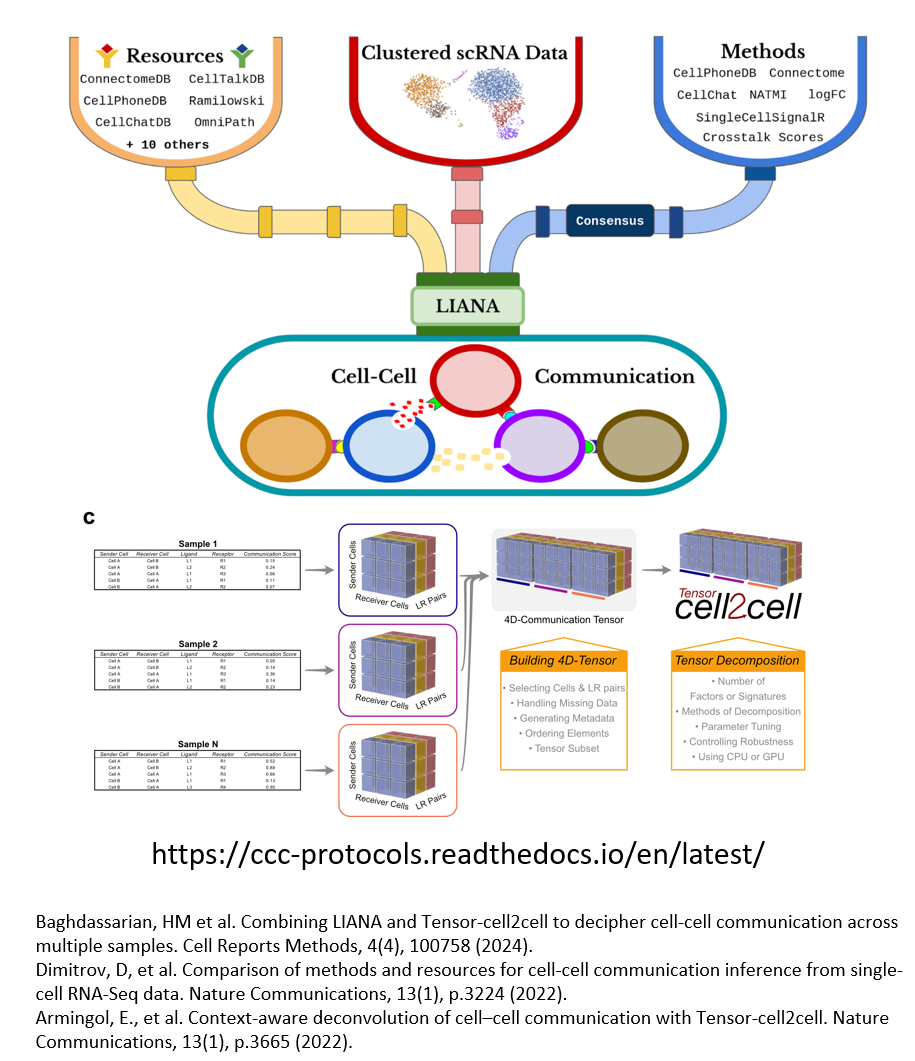 Resources
ConnectomeDB CellTalkDB
CellPhoneDB Ramilowski
CellChatDB OmniPath
+ 10 others
Clustered scRNA Data
Methods
CellPhoneDB Connectome
CellChat NATMI logFC
SingleCellSignalR
Crosstalk Scores
Consensus
LIANA
Cell-Cell Communication
C
Sample 1
Sender Cell Receiver Cell Ligand Receptor Communication Score
Cell A Cell B L1 R1 0.15
Cell A Cell B L2 R2 0.24
Cell A Cell A L1 R3 0.06
Cell B Cell A L1 R1 0.11
Cell B Cell A L2 R2 0.07
Sender Cells
Receiver Cells
LR Pairs
Sample 2
Sender Cell Receiver Cell Ligand Receptor Communication Score
Cell A Cell B L1 R1 0.05
Cell A Cell B L2 R2 0.14
Cell A Cell A L1 R3 0.36
Cell B Cell A L1 R1 0.14
Cell B Cell A L2 R2 0.23
Sender Cells
Receiver Cells
LR Pairs
Sample N
Sender Cell Receiver Cell Ligand Receptor Communication Score
Cell A Cell B L1 R1 0.52
Cell A Cell B L1 R2 0.88
Cell A Cell A L1 R3 0.66
Cell B Cell A L1 R1 0.13
Cell B Cell A L3 R4 0.90
Sender Cells
Receiver Cells
LR Pairs
4D-Communication Tensor
Tensor
cell2cell
Building 4D-Tensor
• Selecting Cells & LR pairs
• Handling Missing Data
• Generating Metadata
• Ordering Elements
• Tensor Subset
Tensor Decomposition
• Number of
Factors or Signatures
• Methods of Decomposition
• Parameter Tuning
• Controlling Robustness
• Using CPU or GPU
https://ccc-protocols.readthedocs.io/en/latest/
Baghdassarian, HM et al. Combining LIANA and Tensor-cell2cell to decipher cell-cell communication across
multiple samples. Cell Reports Methods, 4(4), 100758 (2024).
Dimitrov, D, et al. Comparison of methods and resources for cell-cell communication inference from single-
cell RNA-Seq data. Nature Communications, 13(1), p.3224 (2022).
Armingol, E., et al. Context-aware deconvolution of cell–cell communication with Tensor-cell2cell. Nature
Communications, 13(1), p.3665 (2022).